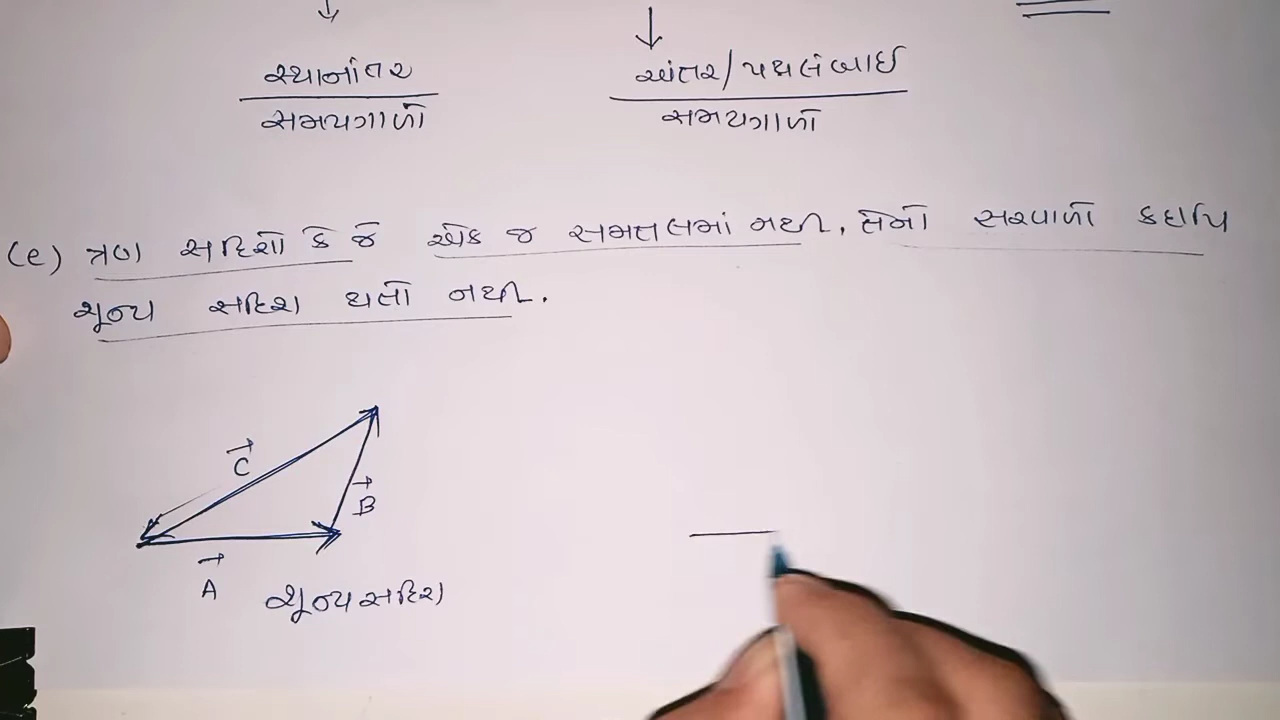 સ્થાનાંતર
સમયગાળો
અંતર/પથલંબાઈ
સમયગાળો
(e) ત્રણ સદિશો કે જે એક જ સમતલમાં નથી, તેનો સરવાળો કદાપિ
શૂન્ય સદિશ થતો નથી.
C
B
A
શૂન્ય સદિશ